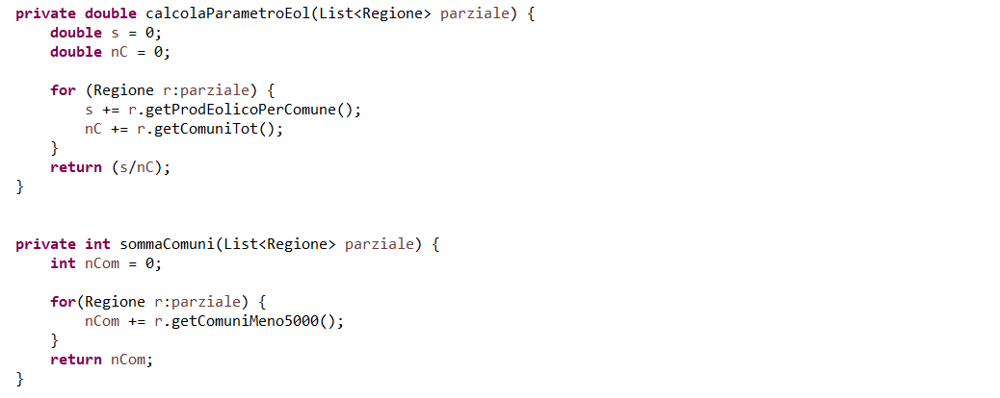 private double calcolaParametroEol(List<Regione> parziale) {
    double s = 0;
    double nC = 0;

    for (Regione r:parziale) {
        s += r.getProdEolicoPerComune();
        nC += r.getComuniTot();
    }
    return (s/nC);
}


private int sommaComuni(List<Regione> parziale) {
    int nCom = 0;

    for(Regione r:parziale) {
        nCom += r.getComuniMeno5000();
    }
    return nCom;
}